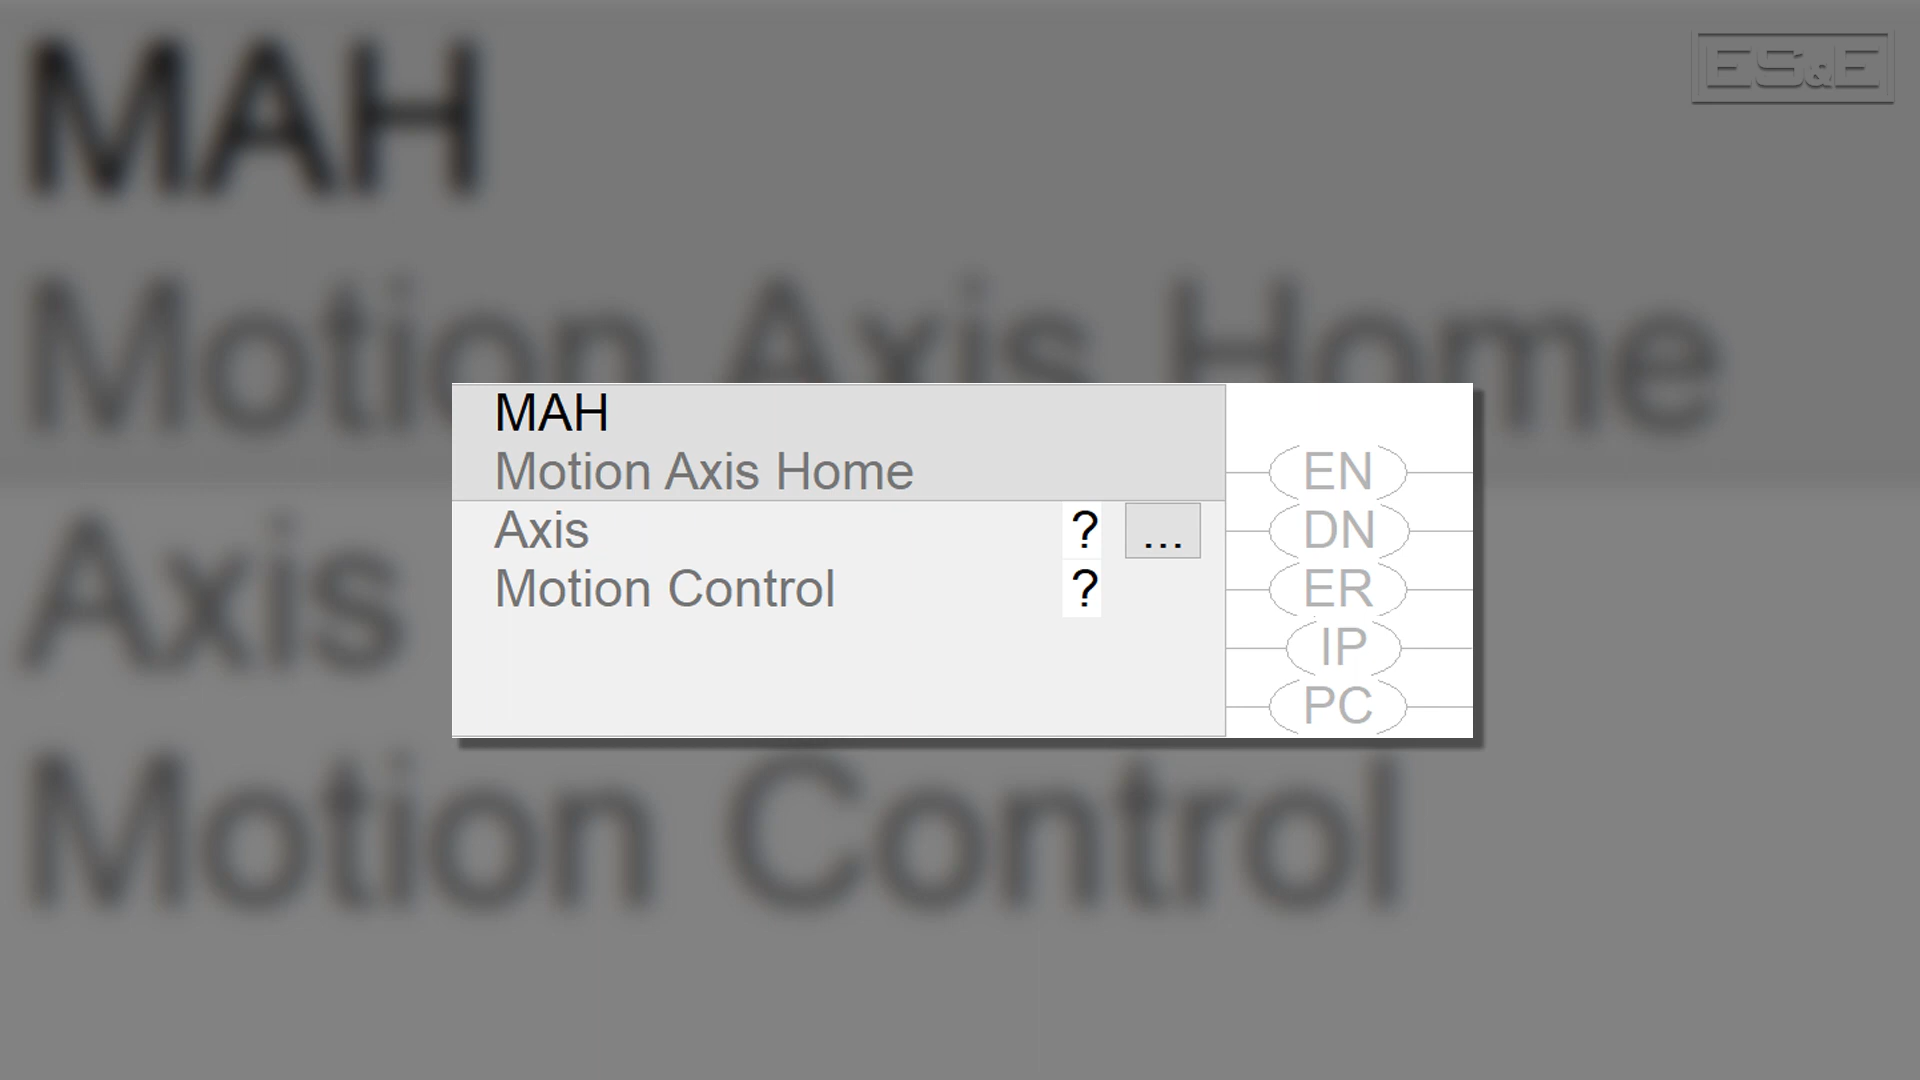 MAH
ES&E
Motion Axis Home
MAH
Motion Axis Home
EN
Axis ? ...
DN
Motion Control ?
ER
IP
PC
Axis
Motion Control